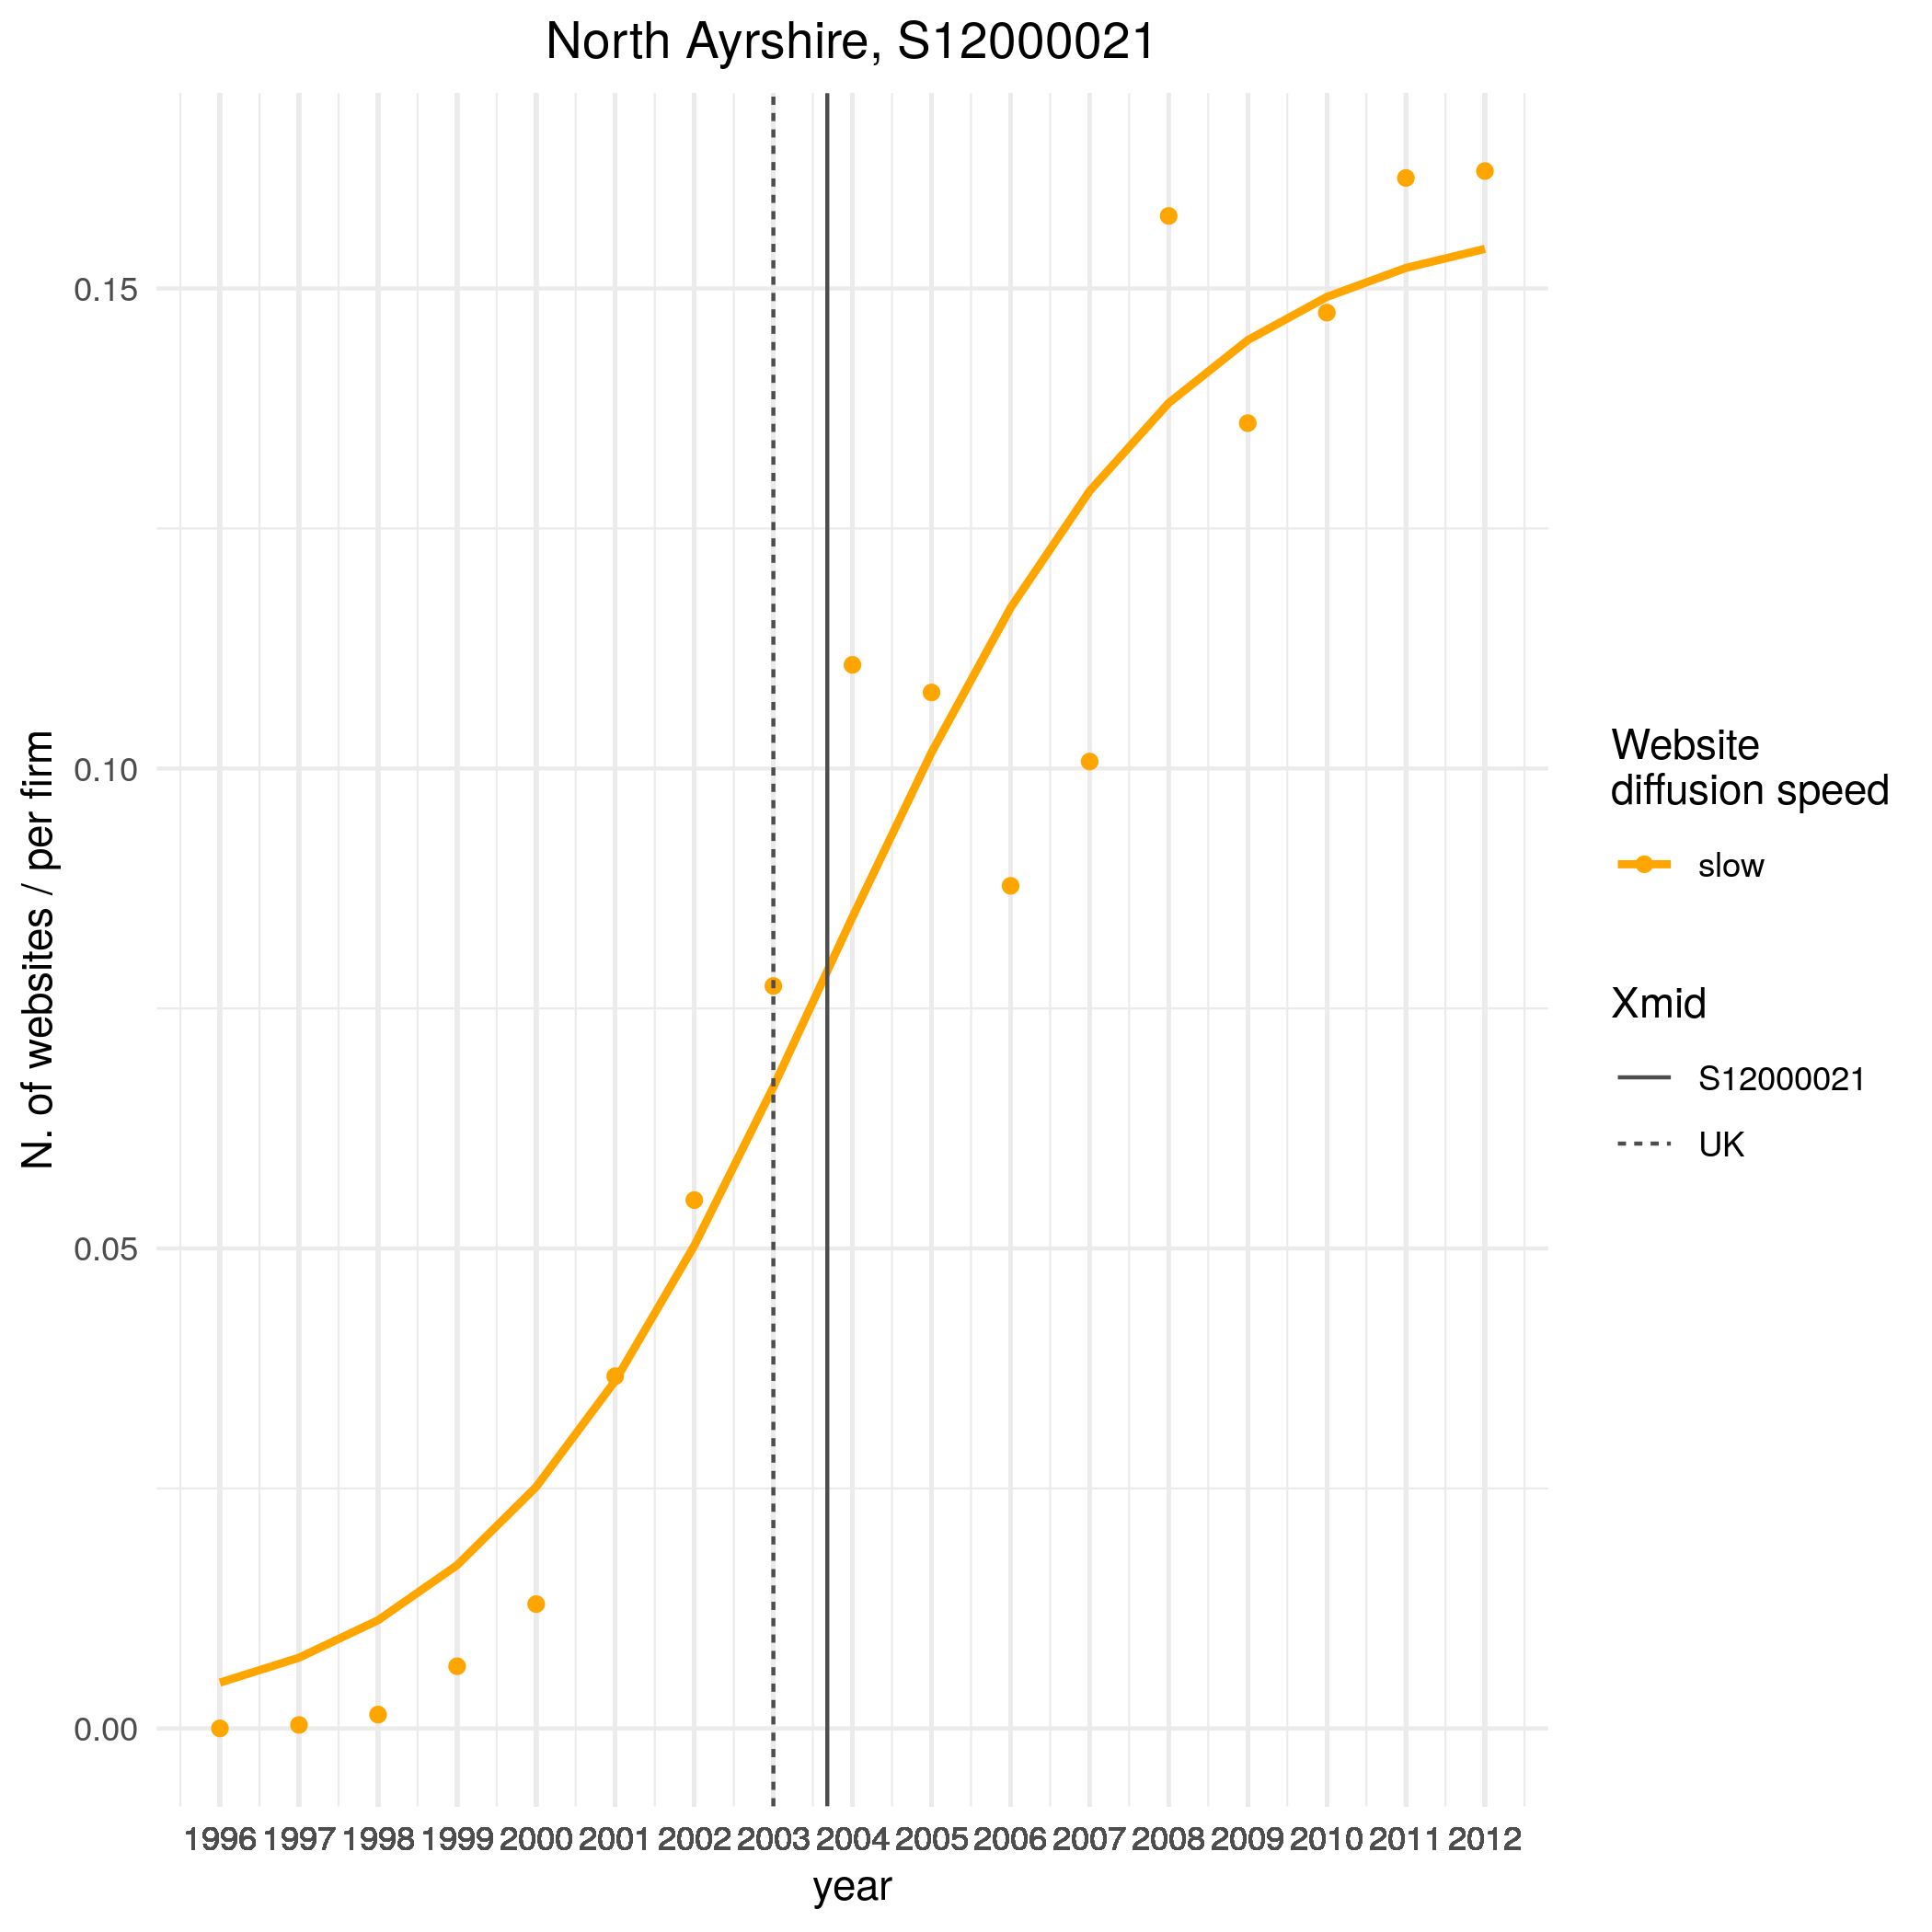 North Ayrshire, S12000021
N. of websites / per firm
0.15
0.10
0.05
0.00
1996 1997 1998 1999 2000 2001 2002 2003 2004 2005 2006 2007 2008 2009 2010 2011 2012
year
Website
diffusion speed
slow
Xmid
S12000021
UK